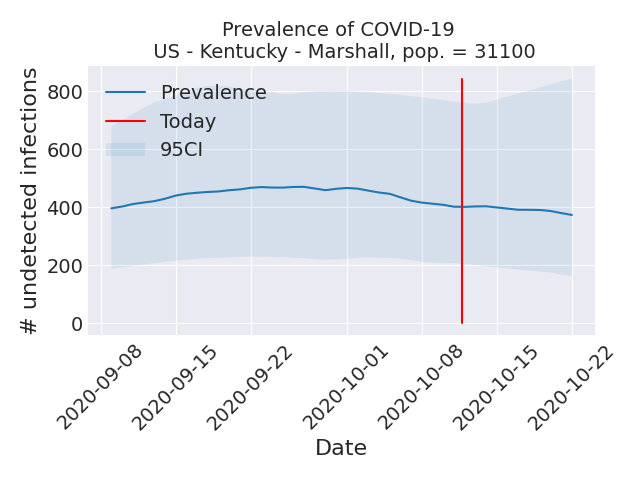 Prevalence of COVID-19
US - Kentucky - Marshall, pop. = 31100
# undetected infections
800
600
400
200
0
Prevalence
Today
95CI
2020-09-08
2020-09-15
2020-09-22
2020-10-01
2020-10-08
2020-10-15
2020-10-22
Date